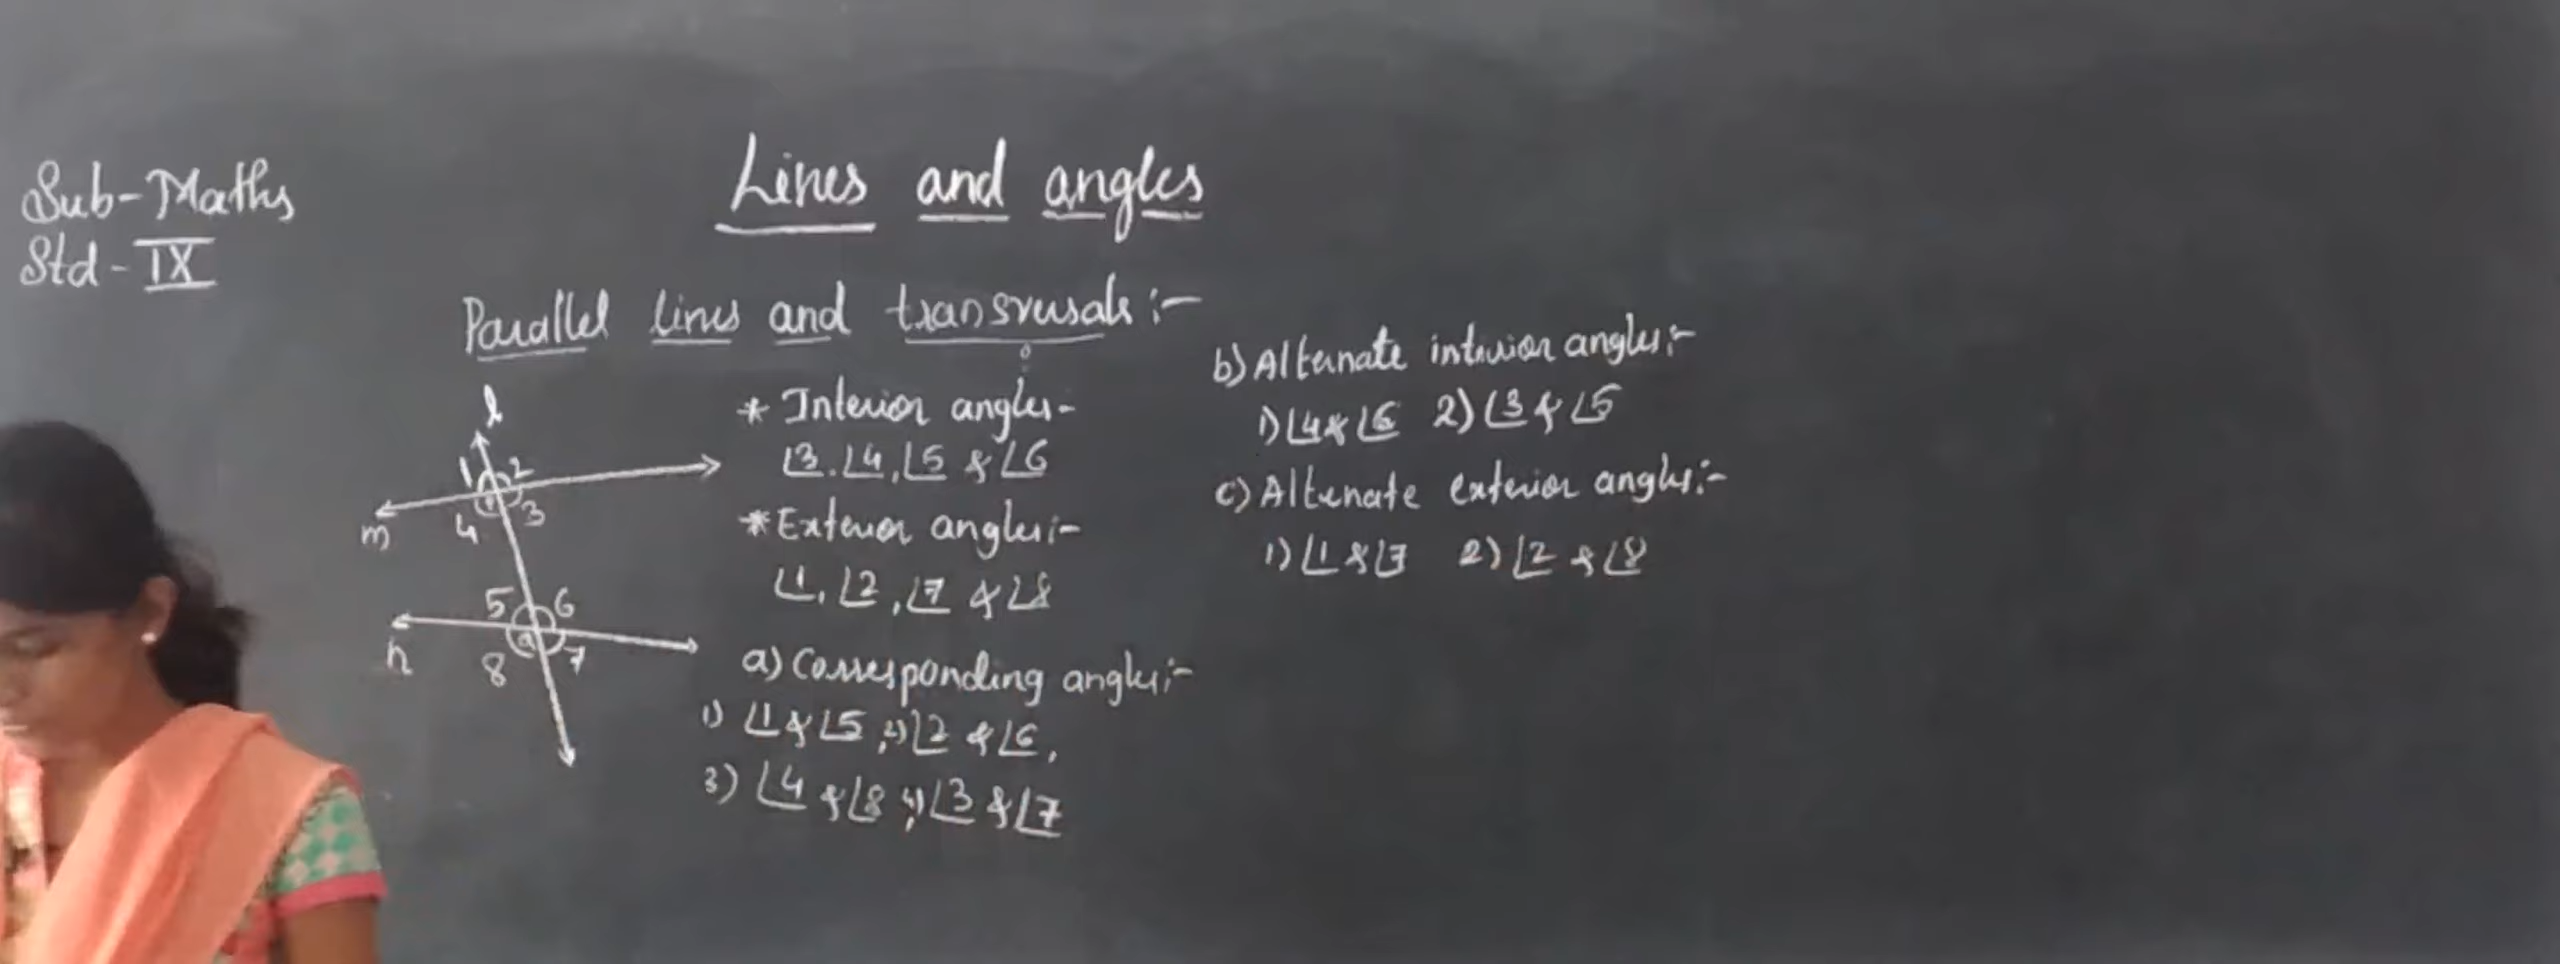 Sub-Maths
Std-IX
Lines and angles
Parallel lines and transversals:-
l
1 2
m 4 3
5 6
n 8 7
* Interior angles-
∠3. ∠4, ∠5 & ∠6
* Exterior angles:-
∠1, ∠2, ∠7 & ∠8
a) Corresponding angles:-
1) ∠1 & ∠5, 2) ∠2 & ∠6,
3) ∠4 & ∠8, 4) ∠3 & ∠7
b) Alternate interior angles:-
1) ∠4 & ∠6 2) ∠3 & ∠5
c) Alternate exterior angles:-
1) ∠1 & ∠7 2) ∠2 & ∠8